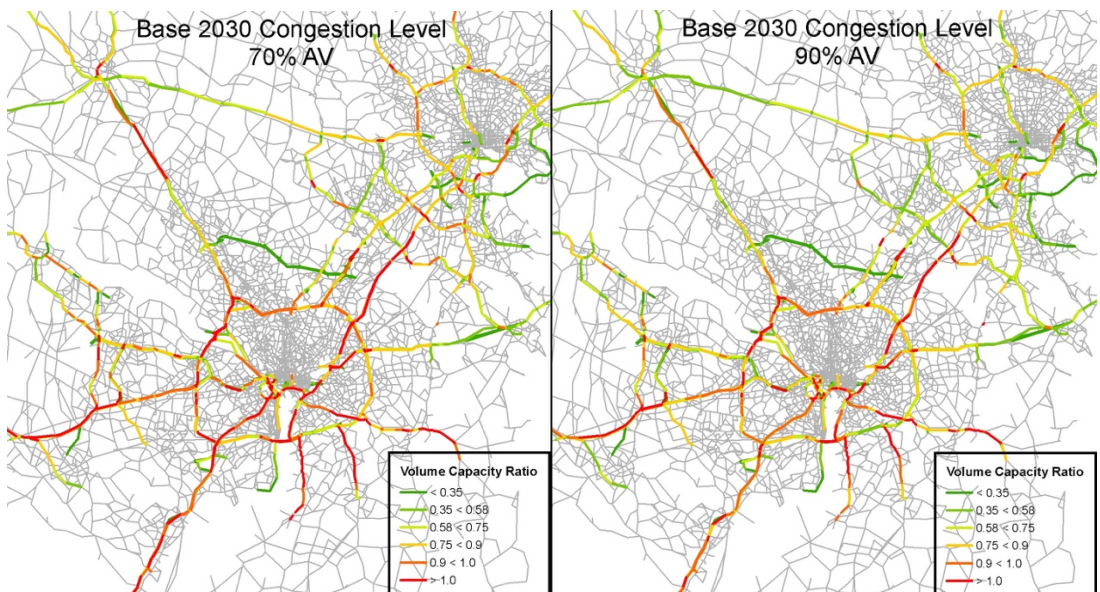 Base 2030 Congestion Level
70% AV
Volume Capacity Ratio
< 0.35
0.35 < 0.58
0.58 < 0.75
0.75 < 0.9
0.9 < 1.0
> 1.0
Base 2030 Congestion Level
90% AV
Volume Capacity Ratio
< 0.35
0.35 < 0.58
0.58 < 0.75
0.75 < 0.9
0.9 < 1.0
> 1.0